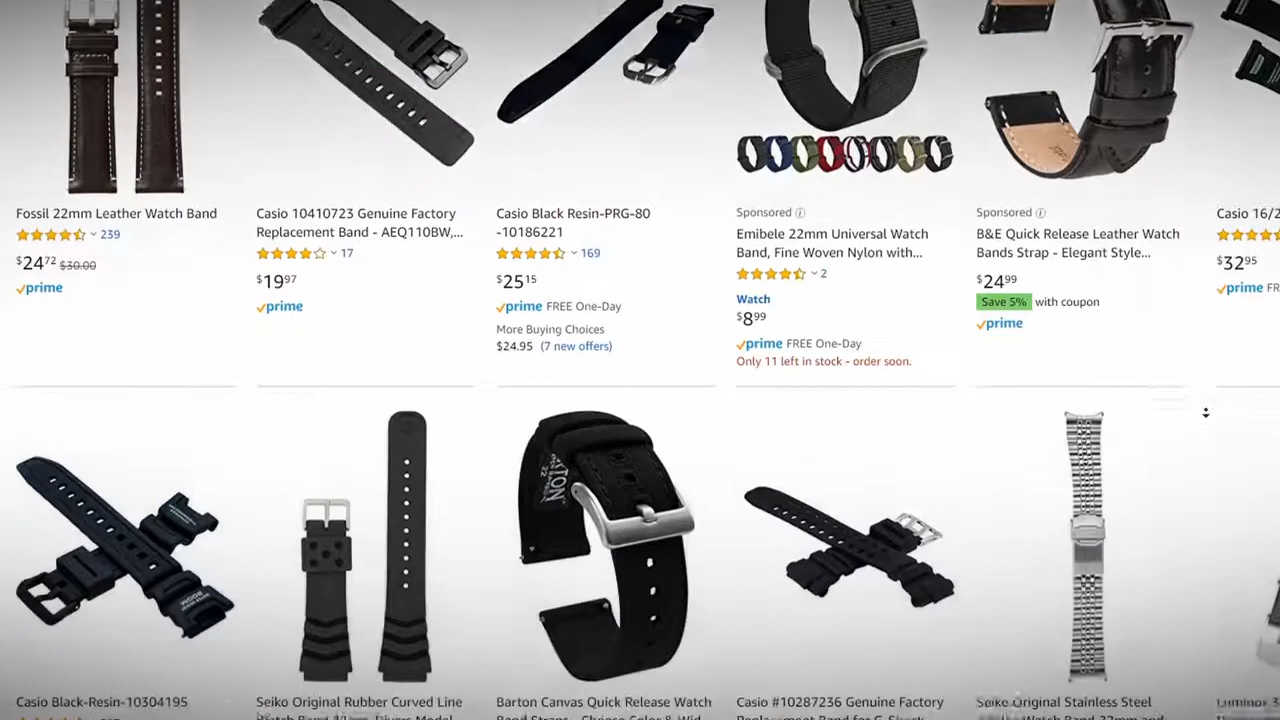 Fossil 22mm Leather Watch Band
239
$24.72 $30.00
prime
Casio 10410723 Genuine Factory
Replacement Band - AEQ110BW,...
17
$19.97
prime
Casio Black Resin-PRG-80
-10186221
169
$25.15
prime FREE One-Day
More Buying Choices
$24.95 (7 new offers)
Sponsored
Emibele 22mm Universal Watch
Band, Fine Woven Nylon with...
2
Watch
$8.99
prime FREE One-Day
Only 11 left in stock - order soon.
Sponsored
B&E Quick Release Leather Watch
Bands Strap - Elegant Style...
$24.99
Save 5% with coupon
prime
Casio 16/2
$32.95
prime FR
BARTON
22
Casio Black-Resin-10304195
Seiko Original Rubber Curved Line
Barton Canvas Quick Release Watch
Casio #10287236 Genuine Factory
Seiko Original Stainless Steel